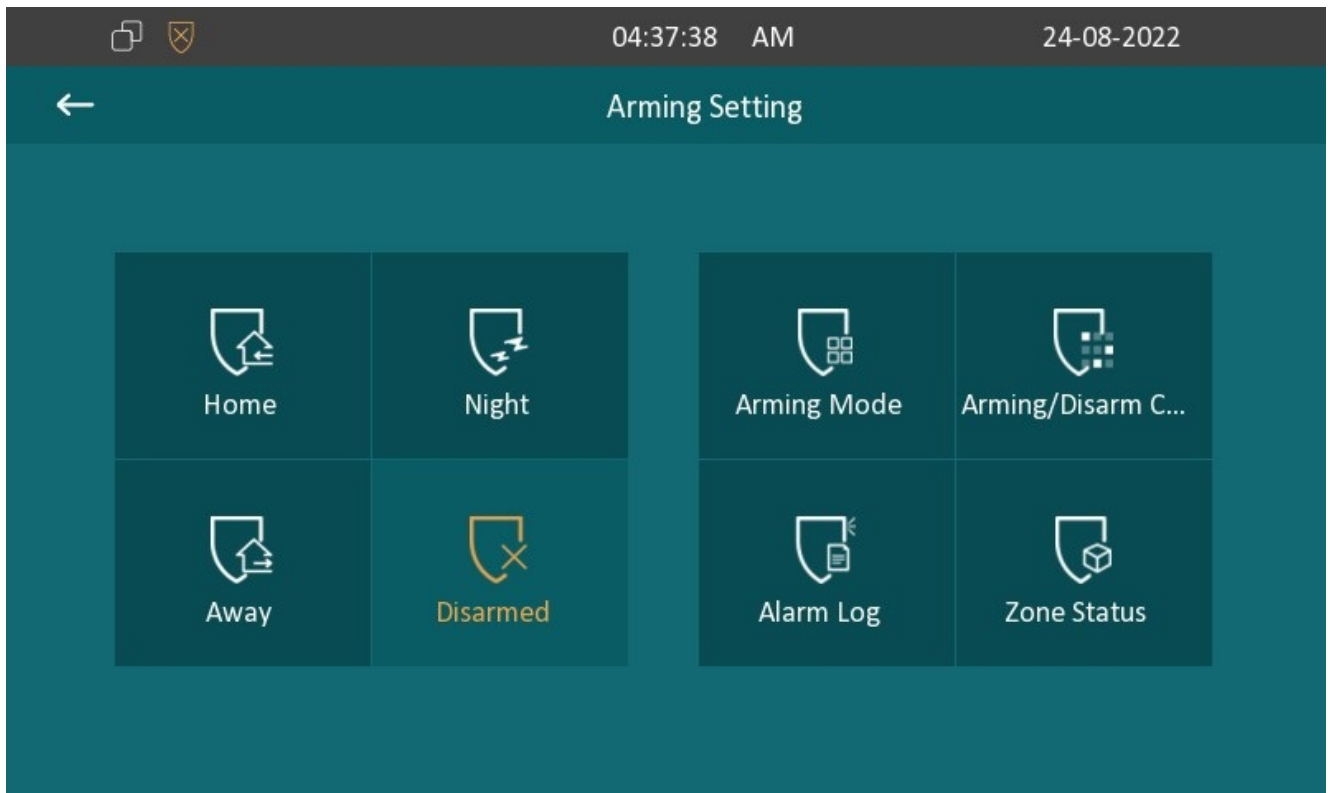 04:37:38 AM 24-08-2022
Arming Setting
Home Night Arming Mode Arming/Disarm C...
Away Disarmed Alarm Log Zone Status